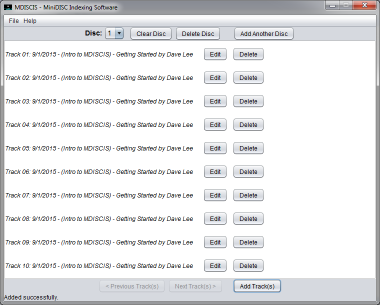 MDISCIS - MiniDISC Indexing Software
File Help
Disc: 1 Clear Disc Delete Disc Add Another Disc
Track 01: 9/1/2015 - (Intro to MDISCIS) - Getting Started by Dave Lee Edit Delete
Track 02: 9/1/2015 - (Intro to MDISCIS) - Getting Started by Dave Lee Edit Delete
Track 03: 9/1/2015 - (Intro to MDISCIS) - Getting Started by Dave Lee Edit Delete
Track 04: 9/1/2015 - (Intro to MDISCIS) - Getting Started by Dave Lee Edit Delete
Track 05: 9/1/2015 - (Intro to MDISCIS) - Getting Started by Dave Lee Edit Delete
Track 06: 9/1/2015 - (Intro to MDISCIS) - Getting Started by Dave Lee Edit Delete
Track 07: 9/1/2015 - (Intro to MDISCIS) - Getting Started by Dave Lee Edit Delete
Track 08: 9/1/2015 - (Intro to MDISCIS) - Getting Started by Dave Lee Edit Delete
Track 09: 9/1/2015 - (Intro to MDISCIS) - Getting Started by Dave Lee Edit Delete
Track 10: 9/1/2015 - (Intro to MDISCIS) - Getting Started by Dave Lee Edit Delete
< Previous Track(s) Next Track(s) > Add Track(s)
Added successfully.